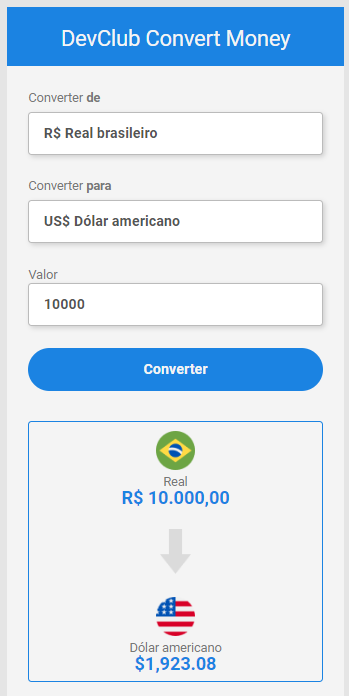 DevClub Convert Money
Converter de
R$ Real brasileiro
Converter para
US$ Dólar americano
Valor
10000
Converter
Real
R$ 10.000,00
Dólar americano
$1,923.08